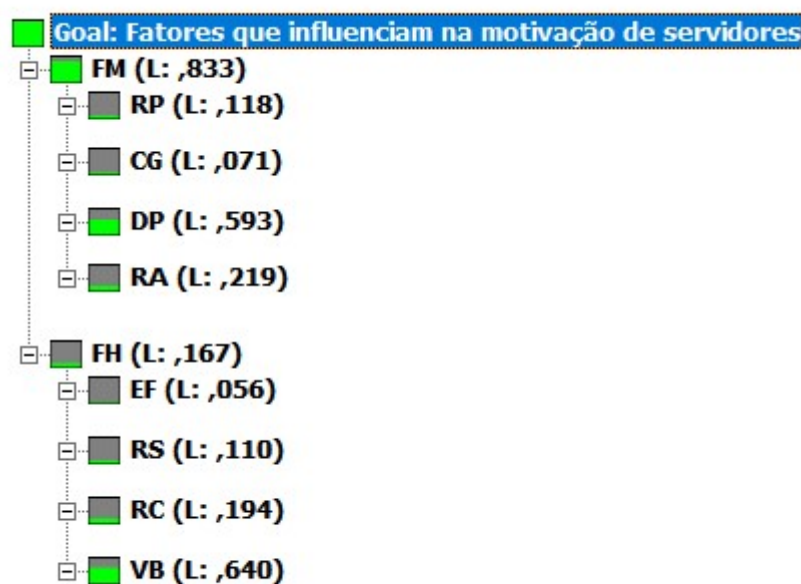 Goal: Fatores que influenciam na motivação de servidores
FM (L: ,833)
RP (L: ,118)
CG (L: ,071)
DP (L: ,593)
RA (L: ,219)
FH (L: ,167)
EF (L: ,056)
RS (L: ,110)
RC (L: ,194)
VB (L: ,640)